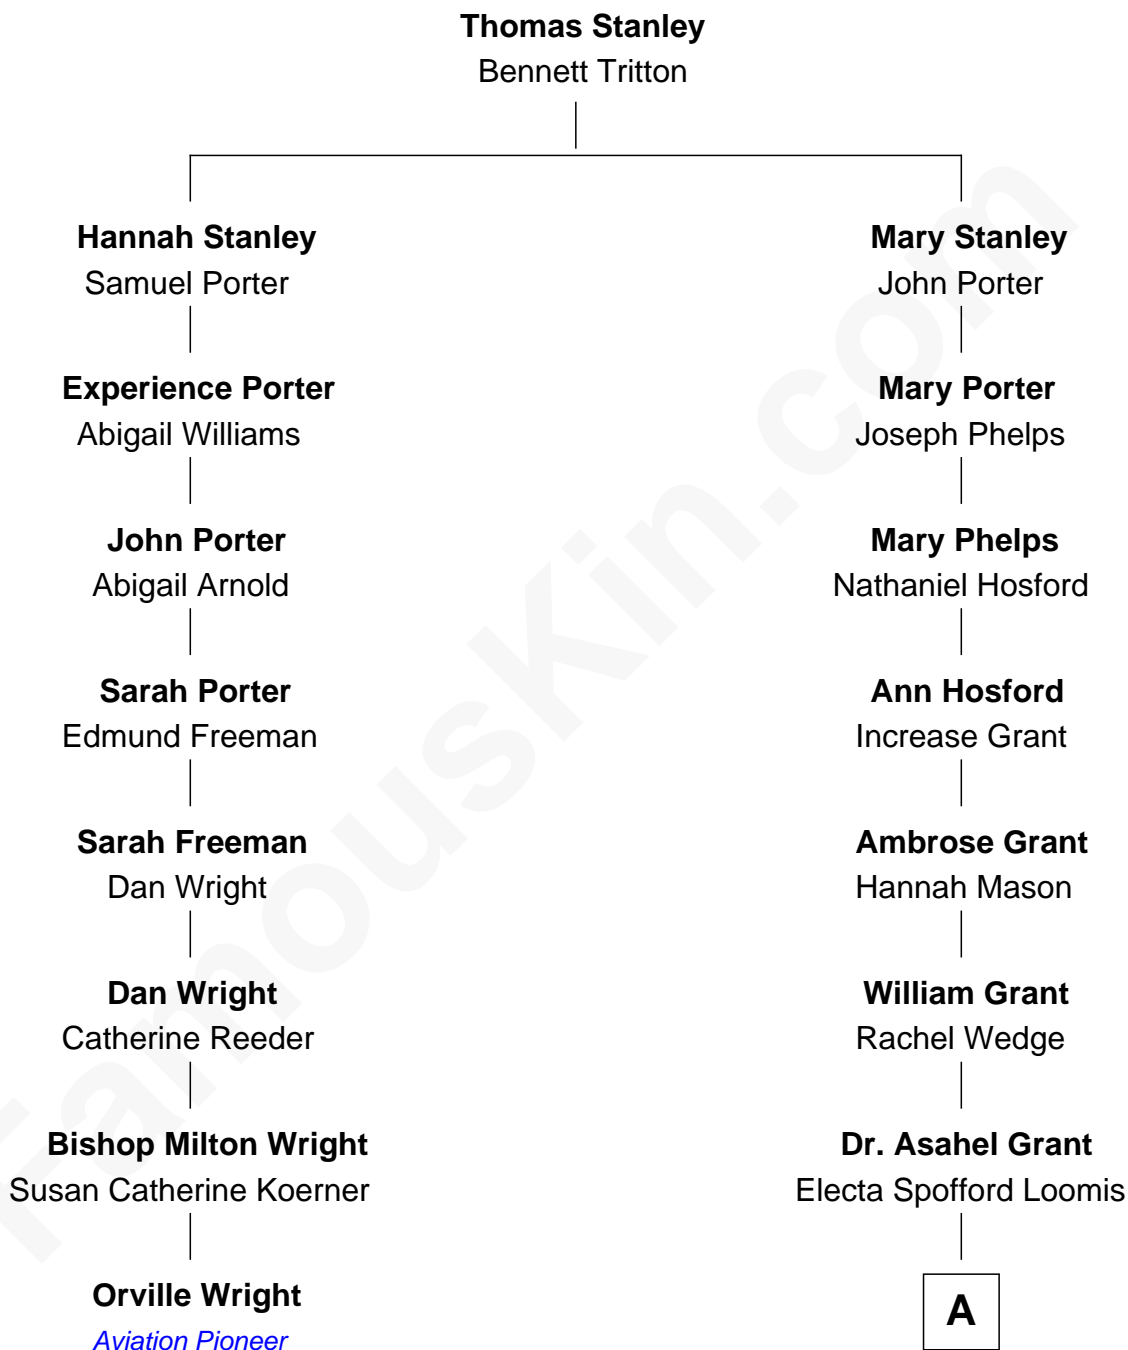 Thomas Stanley
Bennett Tritton
Hannah Stanley
Samuel Porter
Mary Stanley
John Porter
Experience Porter
Abigail Williams
Mary Porter
Joseph Phelps
John Porter
Abigail Arnold
Mary Phelps
Nathaniel Hosford
Sarah Porter
Edmund Freeman
Ann Hosford
Increase Grant
Sarah Freeman
Dan Wright
Ambrose Grant
Hannah Mason
Dan Wright
Catherine Reeder
William Grant
Rachel Wedge
Bishop Milton Wright
Susan Catherine Koerner
Dr. Asahel Grant
Electa Spofford Loomis
Orville Wright
Aviation Pioneer
A
FamousKin.com